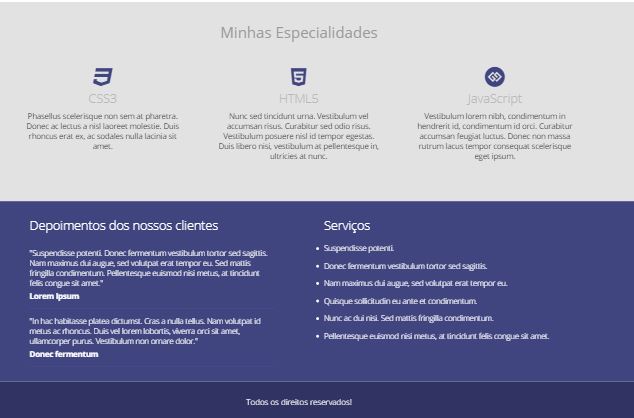 Minhas Especialidades
CSS3
Phasellus scelerisque non sem at pharetra.
Donec ac lectus a nisl laoreet molestie. Duis
rhoncus erat ex, ac sodales nulla lacinia sit
amet.
HTML5
Nunc sed tincidunt urna. Vestibulum vel
accumsan risus. Curabitur sed odio risus.
Vestibulum posuere nisl id tempor egestas.
Duis libero nisi, vestibulum at pellentesque in,
ultricies at nunc.
JavaScript
Vestibulum lorem nibh, condimentum in
hendrerit id, condimentum id orci. Curabitur
accumsan feugiat luctus. Donec non massa
rutrum lacus tempor consequat scelerisque
eget ipsum.
Depoimentos dos nossos clientes
"Suspendisse potenti. Donec fermentum vestibulum tortor sed sagittis.
Nam maximus dui augue, sed volutpat erat tempor eu. Sed mattis
fringilla condimentum. Pellentesque euismod nisi metus, at tincidunt
felis congue sit amet."
Lorem Ipsum
"In hac habitasse platea dictumst. Cras a nulla tellus. Nam volutpat id
metus ac rhoncus. Duis vel lorem lobortis, viverra orci sit amet,
ullamcorper purus. Vestibulum non ornare dolor."
Donec fermentum
Serviços
• Suspendisse potenti.
• Donec fermentum vestibulum tortor sed sagittis.
• Nam maximus dui augue, sed volutpat erat tempor eu.
• Quisque sollicitudin eu ante et condimentum.
• Nunc ac dui nisi. Sed mattis fringilla condimentum.
• Pellentesque euismod nisi metus, at tincidunt felis congue sit amet.
Todos os direitos reservados!